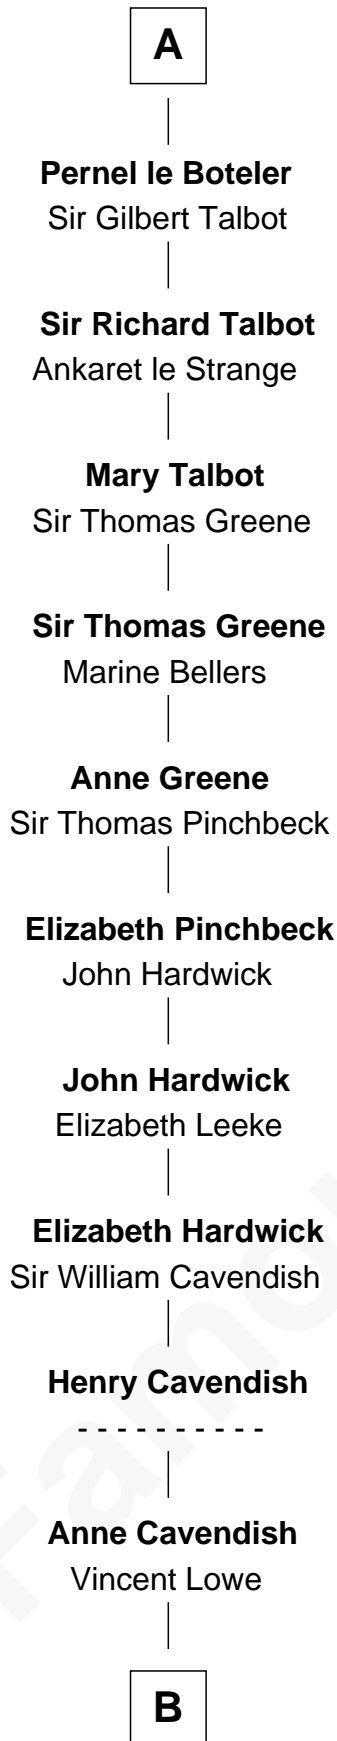 A
Pernel le Boteler
Sir Gilbert Talbot
Sir Richard Talbot
Ankaret le Strange
Mary Talbot
Sir Thomas Greene
Sir Thomas Greene
Marine Bellers
Anne Greene
Sir Thomas Pinchbeck
Elizabeth Pinchbeck
John Hardwick
John Hardwick
Elizabeth Leeke
Elizabeth Hardwick
Sir William Cavendish
Henry Cavendish
- - - - - - - - - -
Anne Cavendish
Vincent Lowe
B